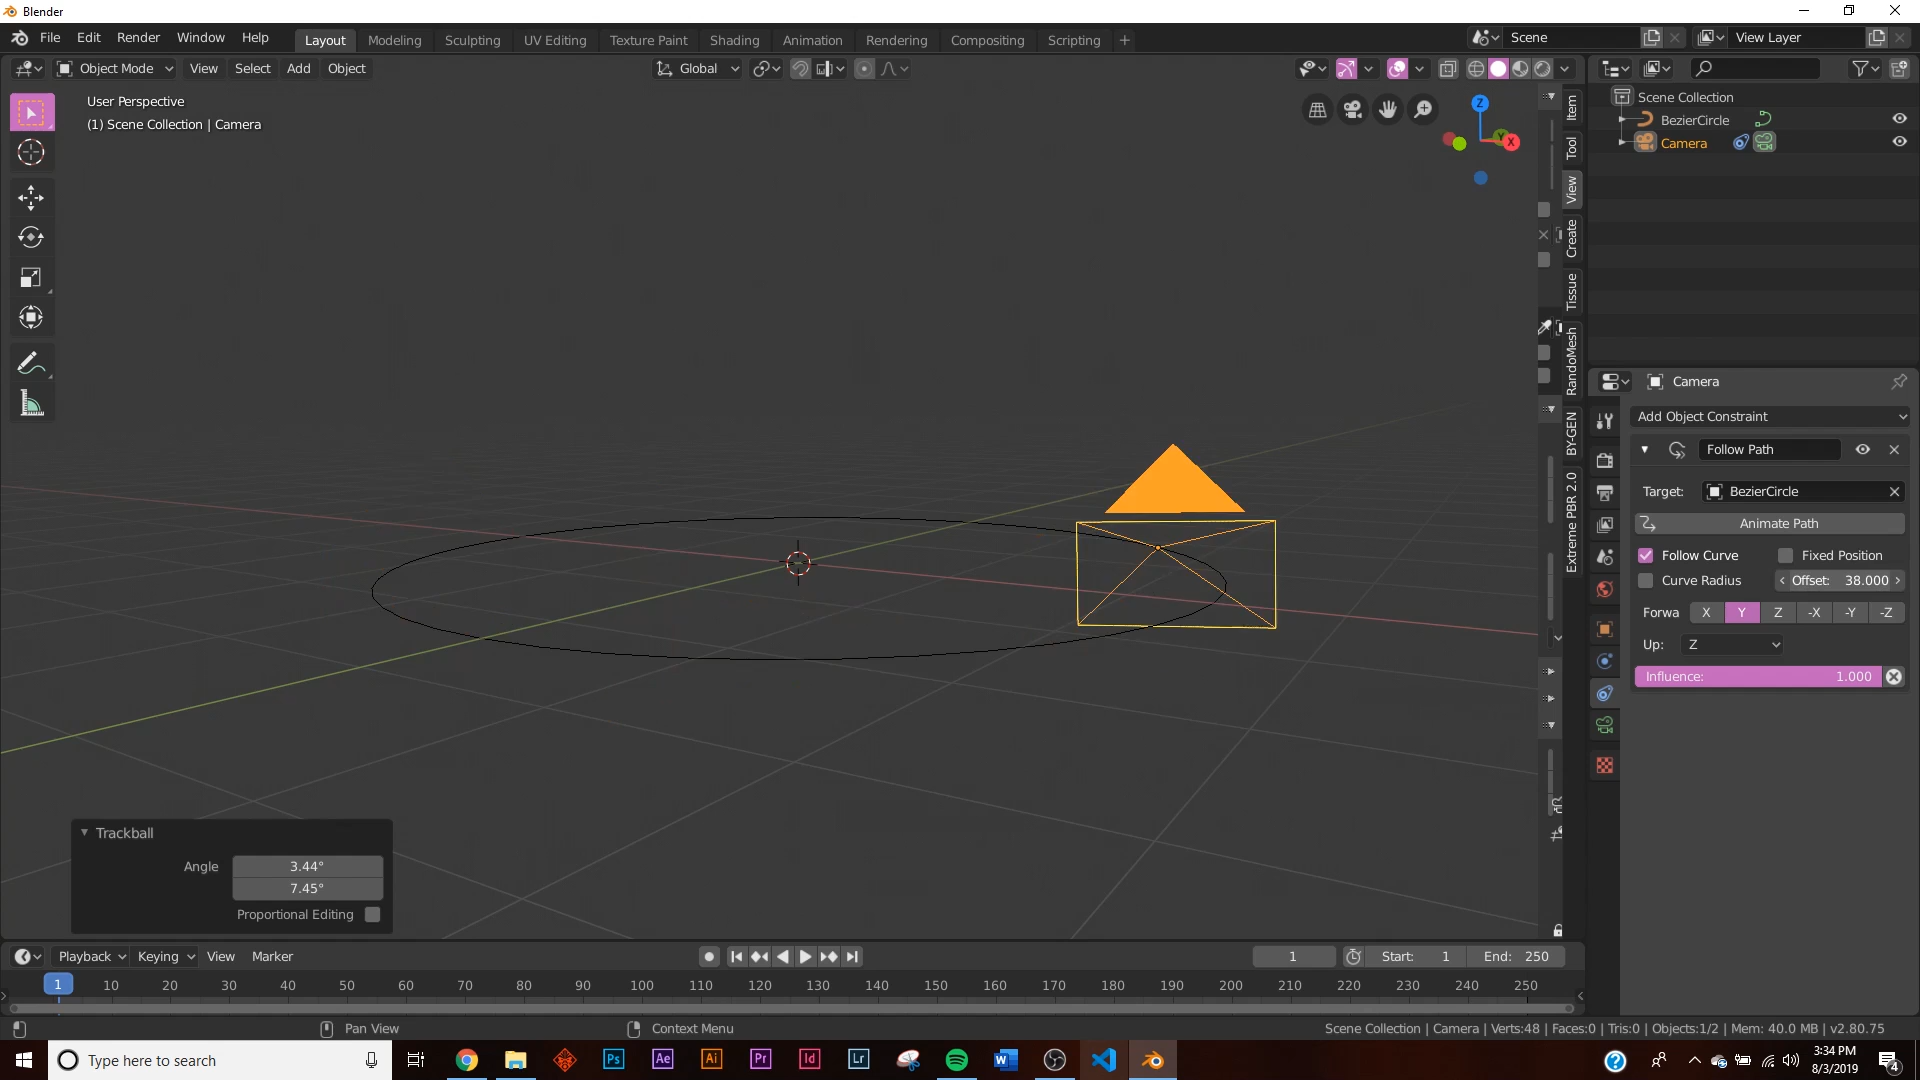 Blender
File Edit Render Window Help Layout Modeling Sculpting UV Editing Texture Paint Shading Animation Rendering Compositing Scripting + Scene View Layer
Object Mode View Select Add Object Global
User Perspective
(1) Scene Collection | Camera
Z
Y
X
Item
Tool
View
Create
Tissue
RandoMesh
BY-GEN
Extreme PBR 2.0
Scene Collection
BezierCircle
Camera
Camera
Add Object Constraint
Follow Path
Target: BezierCircle
Animate Path
Follow Curve Fixed Position
Curve Radius Offset: 38.000
Forwa X Y Z -X -Y -Z
Up: Z
Influence: 1.000
Trackball
Angle 3.44°
7.45°
Proportional Editing
Playback Keying View Marker 1 Start: 1 End: 250
1 10 20 30 40 50 60 70 80 90 100 110 120 130 140 150 160 170 180 190 200 210 220 230 240 250
Pan View Context Menu Scene Collection | Camera | Verts:48 | Faces:0 | Tris:0 | Objects:1/2 | Mem: 40.0 MB | v2.80.75
Type here to search Ps Ae Ai Pr Id Lr W
3:34 PM
8/3/2019
4